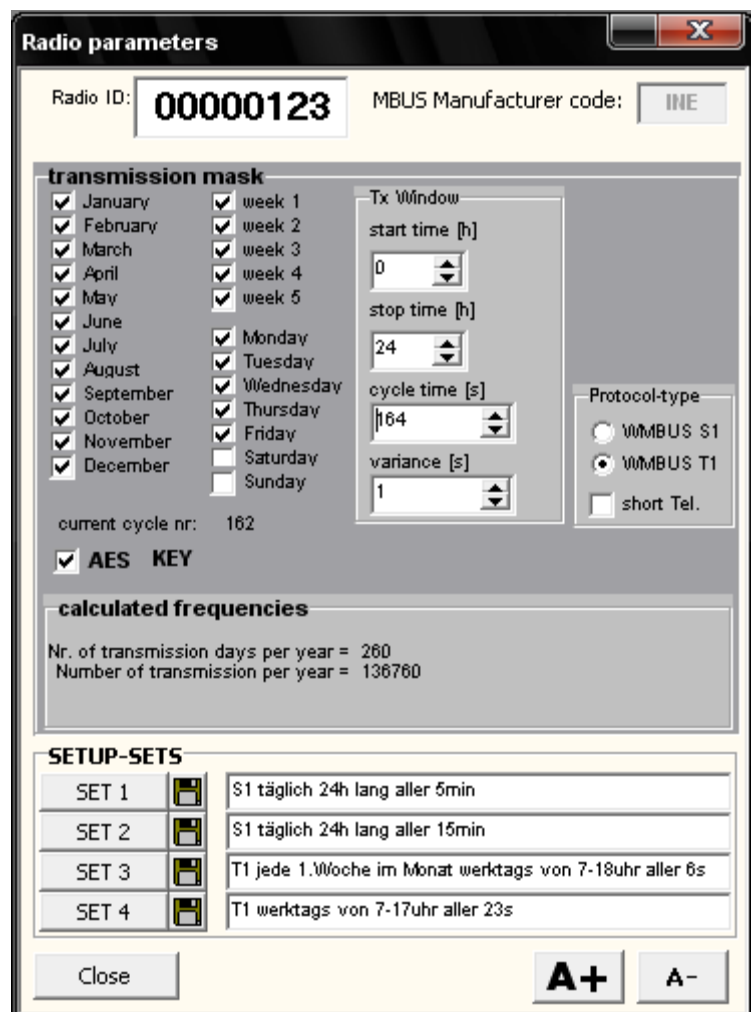 Radio parameters
Radio ID: 00000123 MBUS Manufacturer code: INE
transmission mask
January
February
March
April
May
June
July
August
September
October
November
December
week 1
week 2
week 3
week 4
week 5
Monday
Tuesday
Wednesday
Thursday
Friday
Saturday
Sunday
Tx Window
start time [h]
0
stop time [h]
24
cycle time [s]
164
variance [s]
1
Protocol-type
WMBUS S1
WMBUS T1
short Tel.
current cycle nr: 162
AES KEY
calculated frequencies
Nr. of transmission days per year = 260
Number of transmission per year = 136760
SETUP-SETS
SET 1 S1 täglich 24h lang aller 5min
SET 2 S1 täglich 24h lang aller 15min
SET 3 T1 jede 1.Woche im Monat werktags von 7-18uhr aller 6s
SET 4 T1 werktags von 7-17uhr aller 23s
Close A+ A-